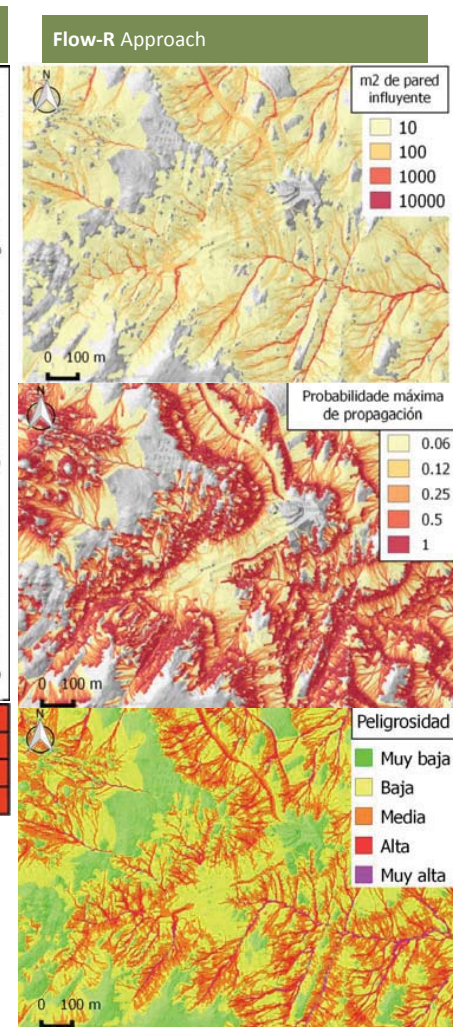 Flow-R Approach
N
m2 de pared
influyente
10
100
1000
10000
0 100 m
N
Probabilidade máxima
de propagación
0.06
0.12
0.25
0.5
1
0 100 m
N
Peligrosidad
Muy baja
Baja
Media
Alta
Muy alta
0 100 m